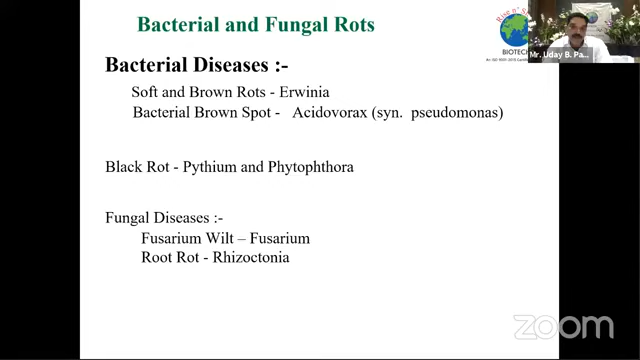 Bacterial and Fungal Rots
Bacterial Diseases :-
Soft and Brown Rots - Erwinia
Bacterial Brown Spot - Acidovorax (syn. pseudomonas)
Black Rot - Pythium and Phytophthora
Fungal Diseases :-
Fusarium Wilt – Fusarium
Root Rot - Rhizoctonia
Rise n' 
BIOTECH
Mr. Uday B. Pa...
zoom